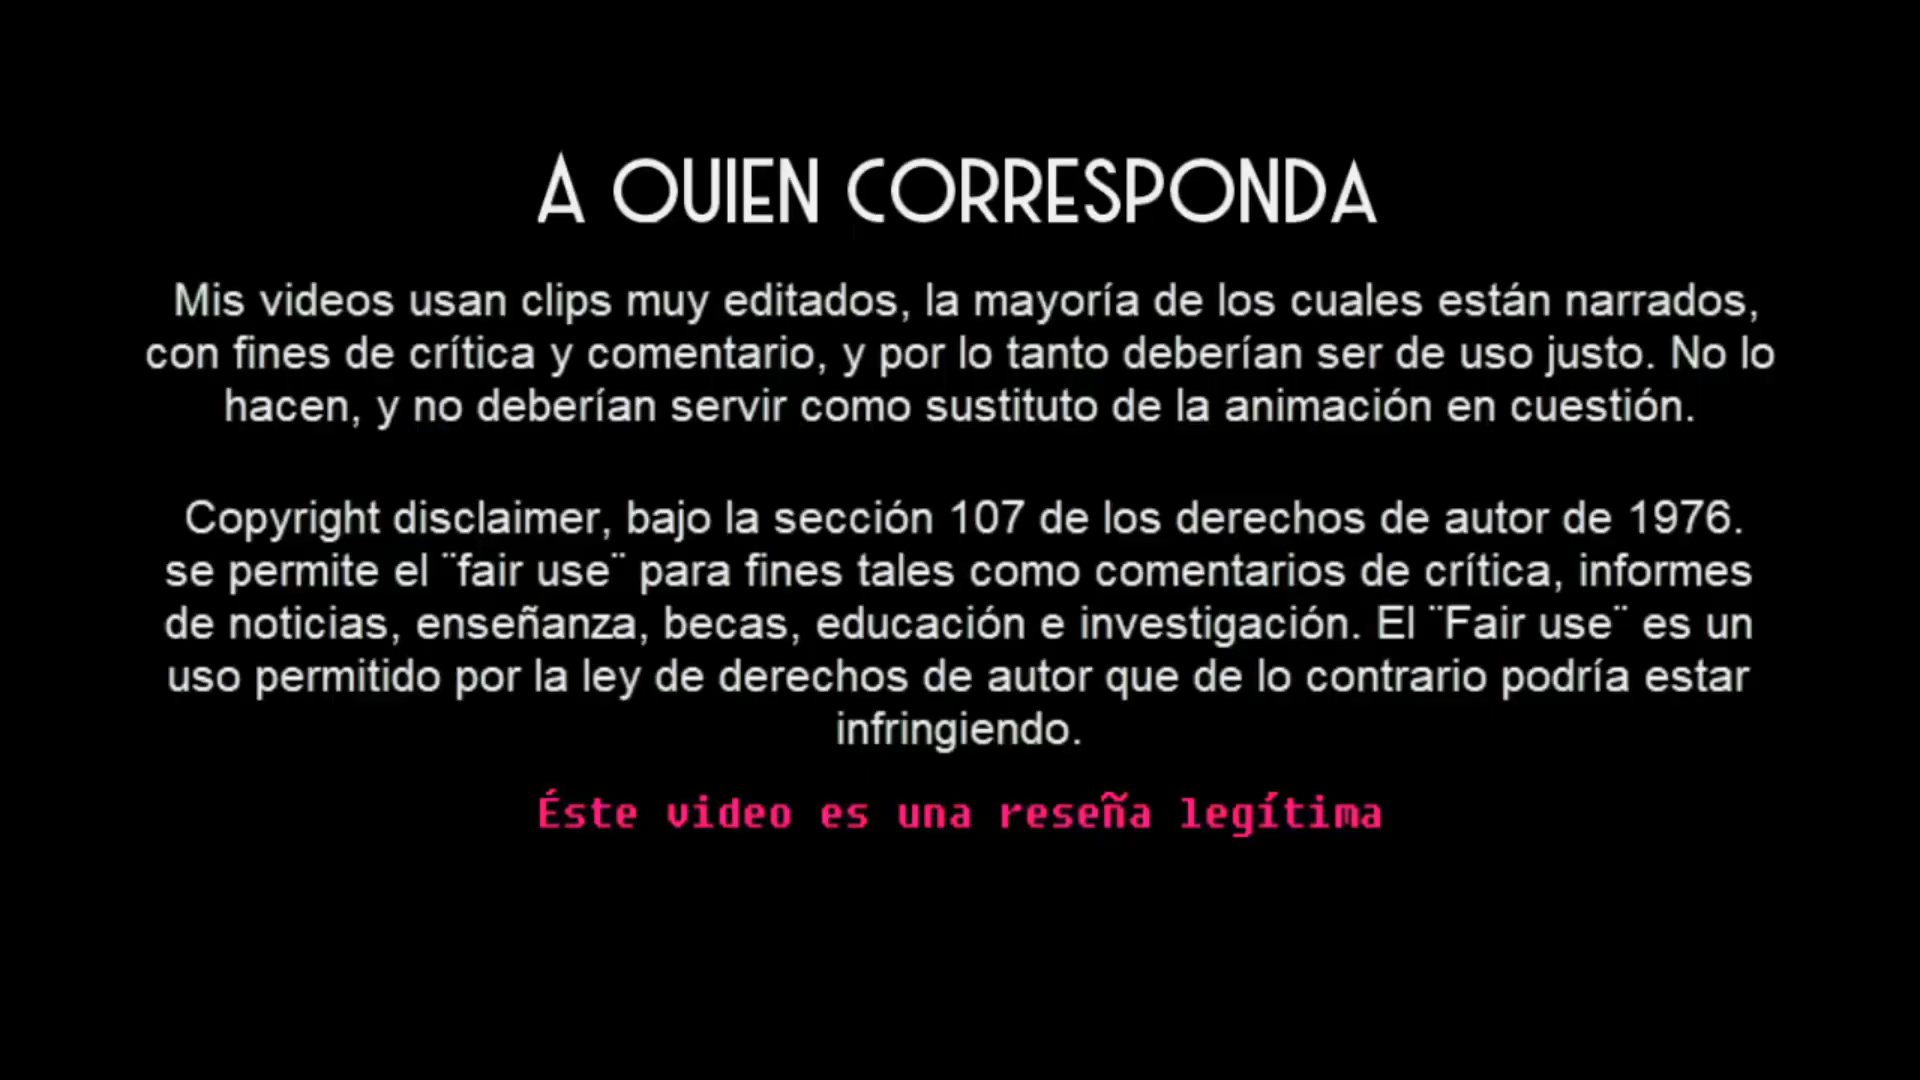 A QUIEN CORRESPONDA
Mis videos usan clips muy editados, la mayoría de los cuales están narrados,
con fines de crítica y comentario, y por lo tanto deberían ser de uso justo. No lo
hacen, y no deberían servir como sustituto de la animación en cuestión.
Copyright disclaimer, bajo la sección 107 de los derechos de autor de 1976.
se permite el ¨fair use¨ para fines tales como comentarios de crítica, informes
de noticias, enseñanza, becas, educación e investigación. El ¨Fair use¨ es un
uso permitido por la ley de derechos de autor que de lo contrario podría estar
infringiendo.
Éste video es una reseña legítima